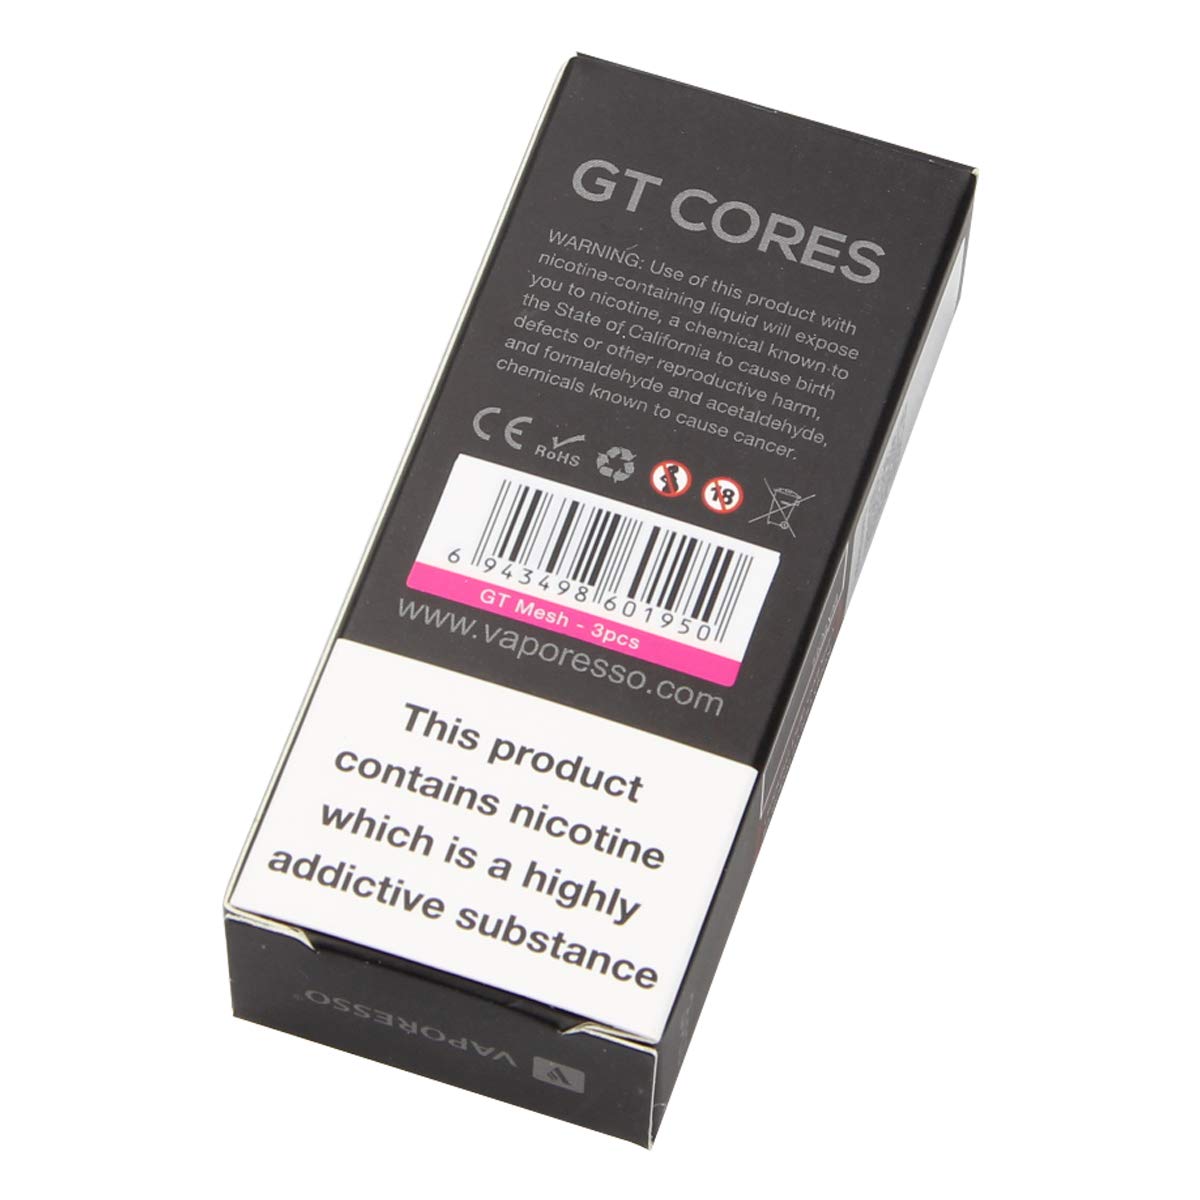 GT CORES
WARNING: Use of this product with
nicotine-containing liquid will expose
you to nicotine, a chemical known to
the State of California to cause birth
defects or other reproductive harm,
and formaldehyde and acetaldehyde,
chemicals known to cause cancer.
CE RoHS 18
6 943498 601950
GT Mesh - 3pcs
www.vaporesso.com
This product
contains nicotine
which is a highly
addictive substance
VAPORESSO